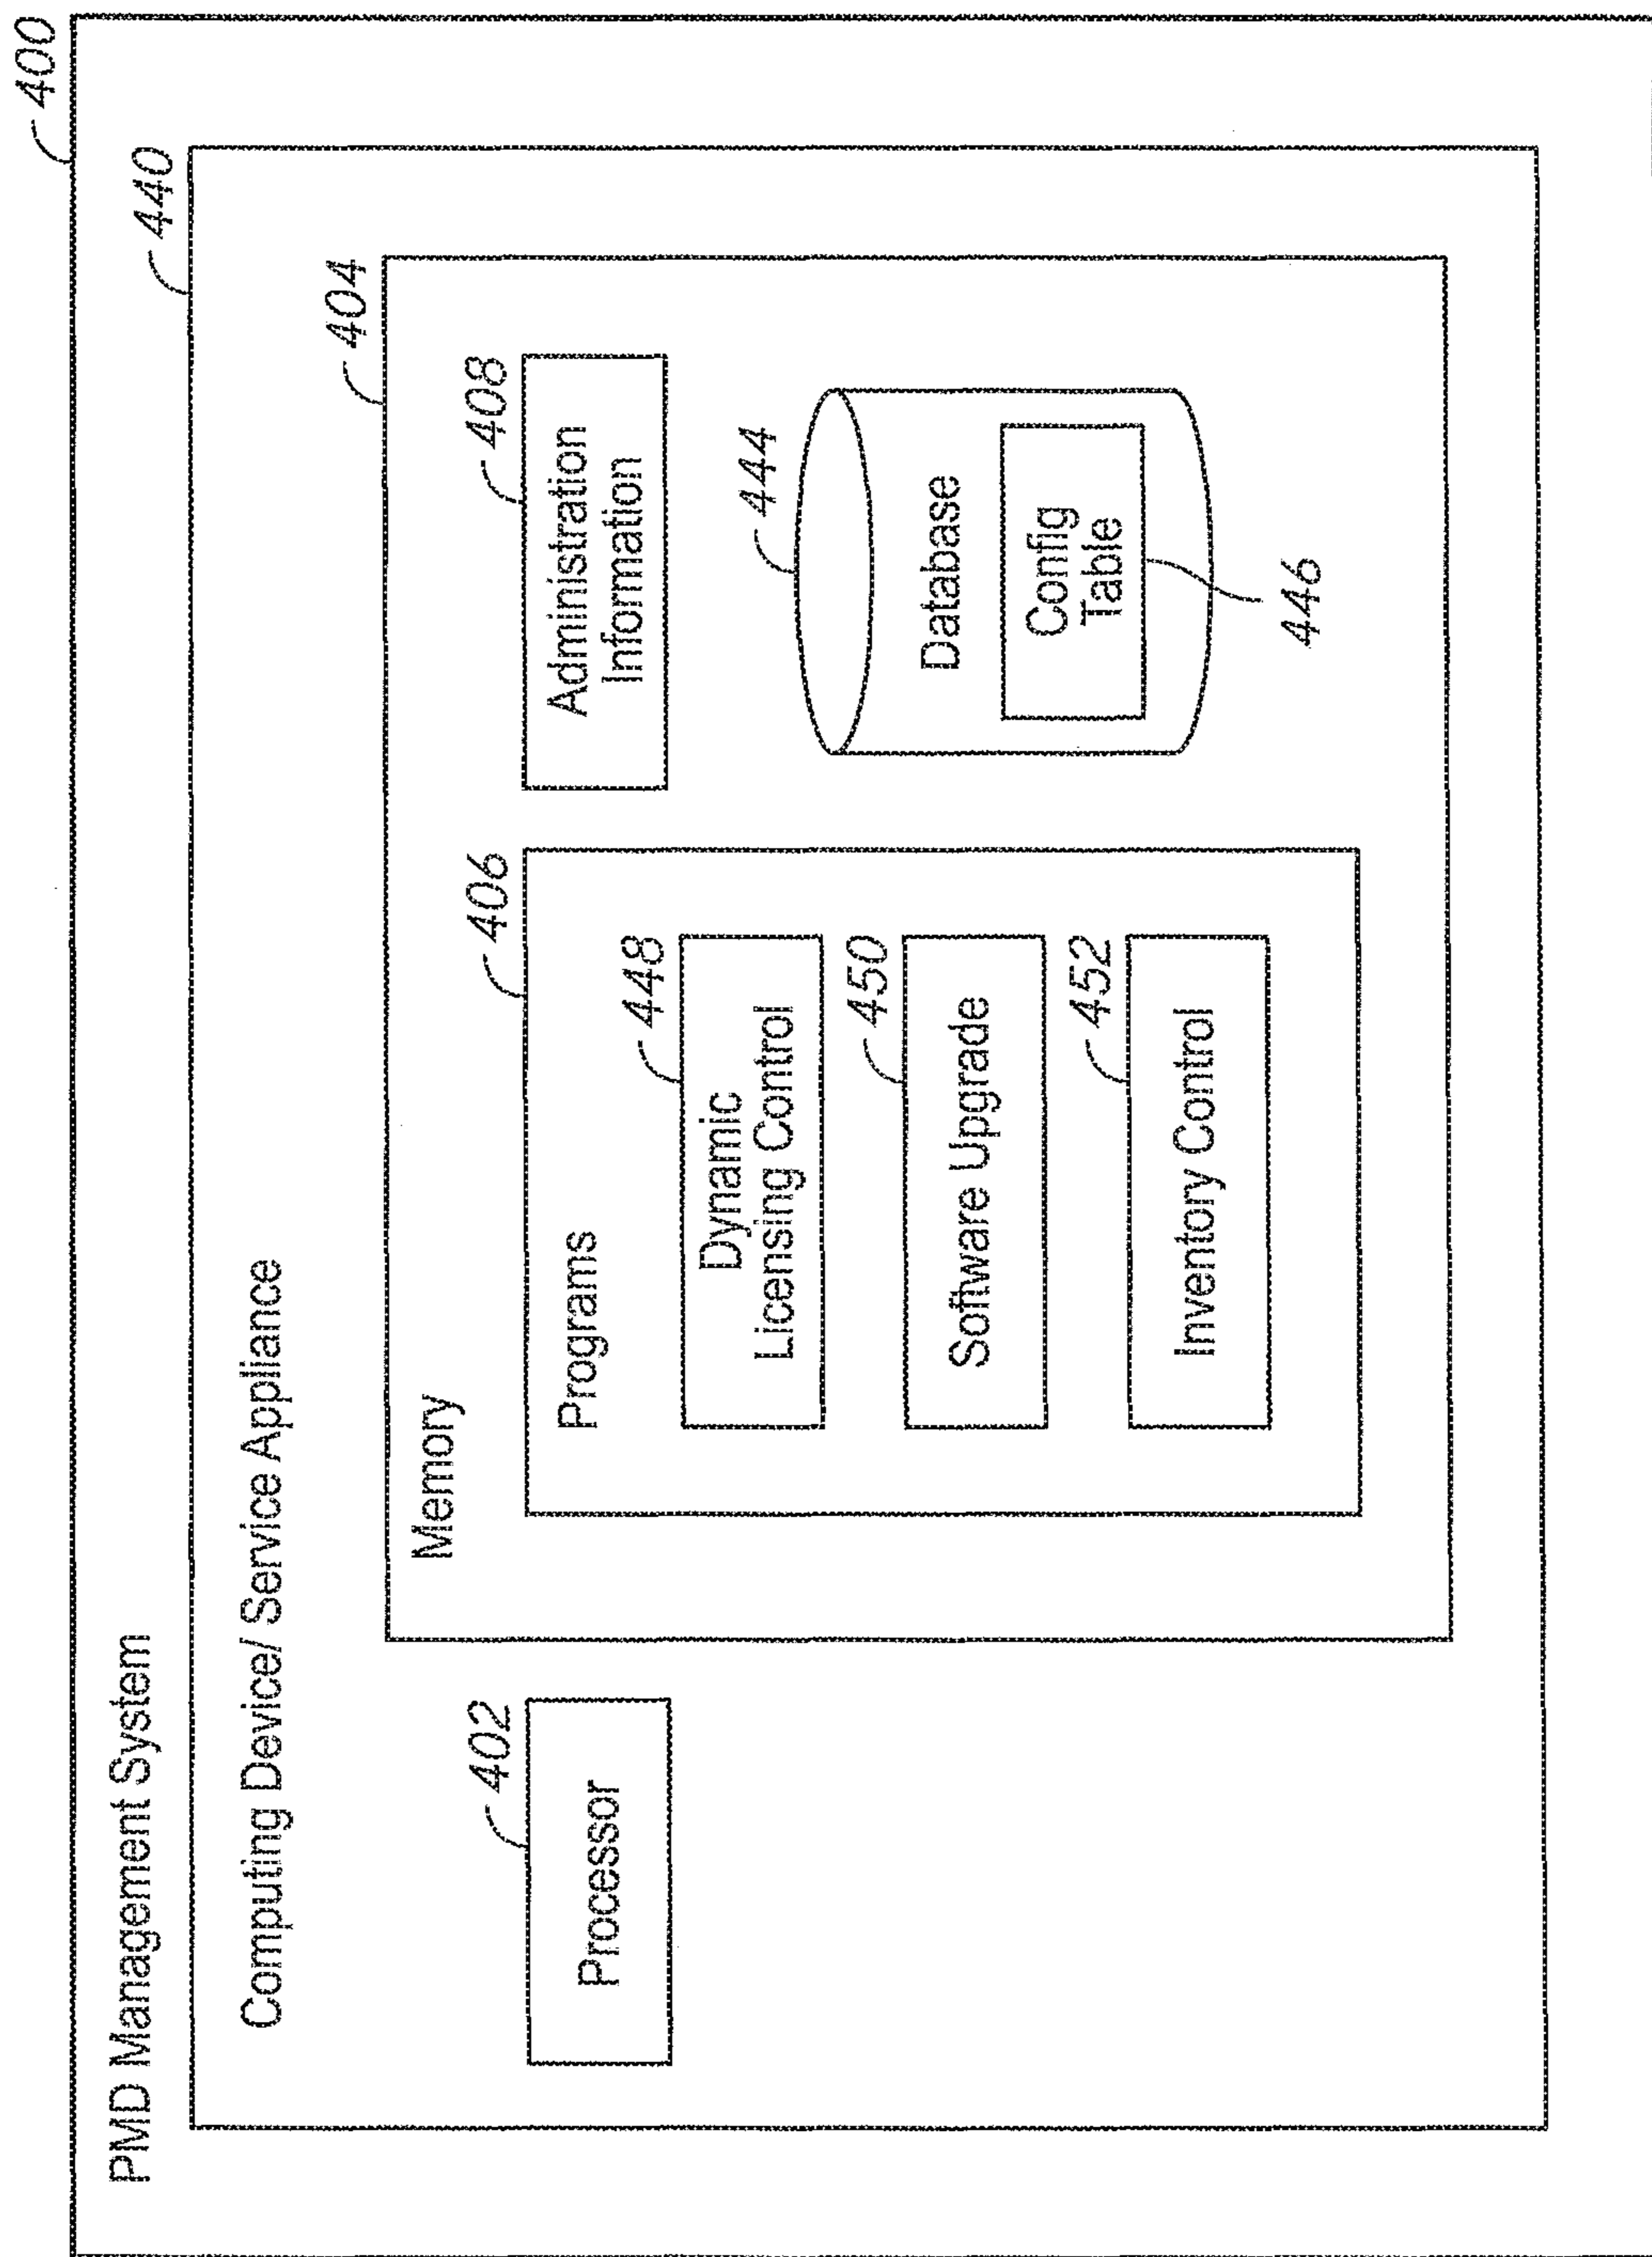 400
PMD Management System
440
Computing Device/ Service Appliance
404
Memory
402
Processor
406
Programs
448
Dynamic
Licensing Control
450
Software Upgrade
452
Inventory Control
408
Administration
Information
444
Database
Config
Table
446